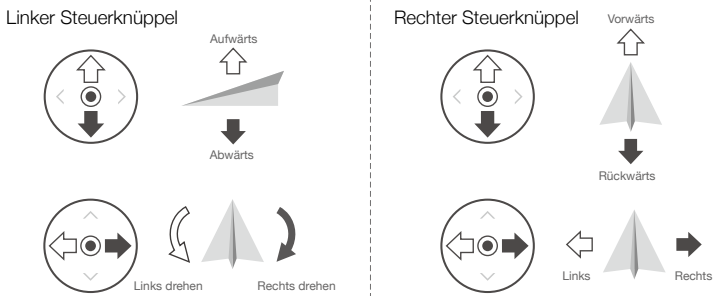 Linker Steuerknüppel
Aufwärts
Abwärts
Links drehen
Rechts drehen
Rechter Steuerknüppel
Vorwärts
Rückwärts
Links
Rechts